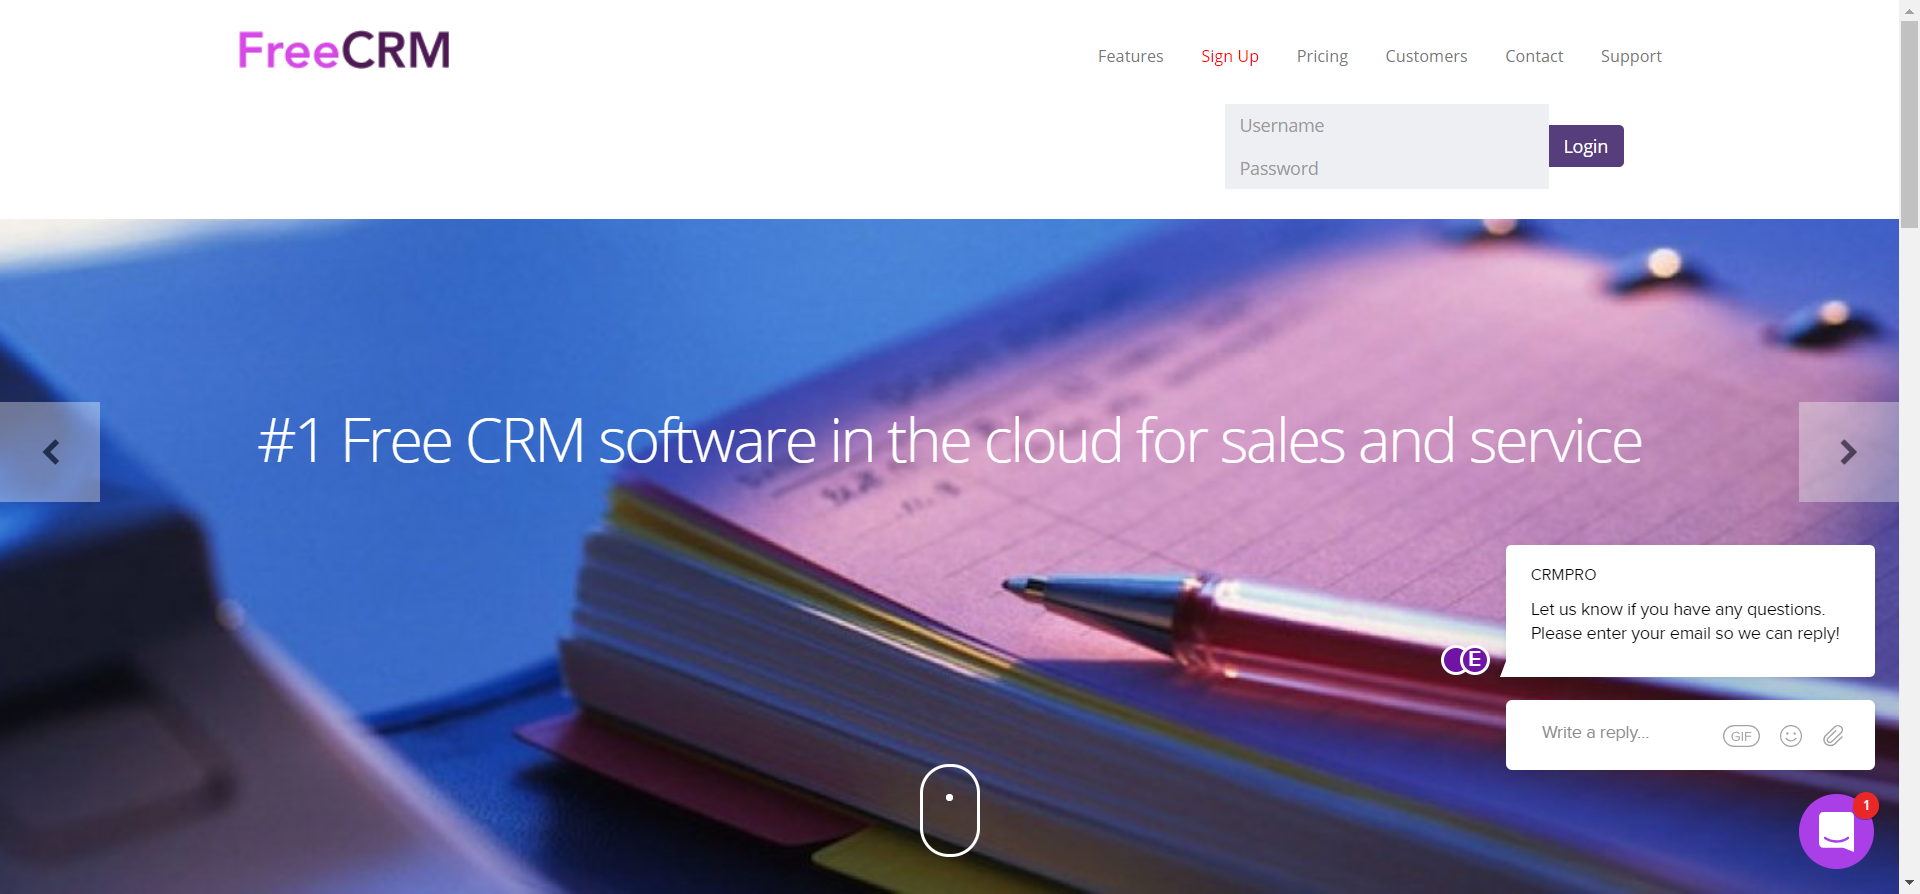 FreeCRM
Features Sign Up Pricing Customers Contact Support
Username
Login
Password
#1 Free CRM software in the cloud for sales and service
CRMPRO
Let us know if you have any questions.
Please enter your email so we can reply!
E
Write a reply...
GIF
1